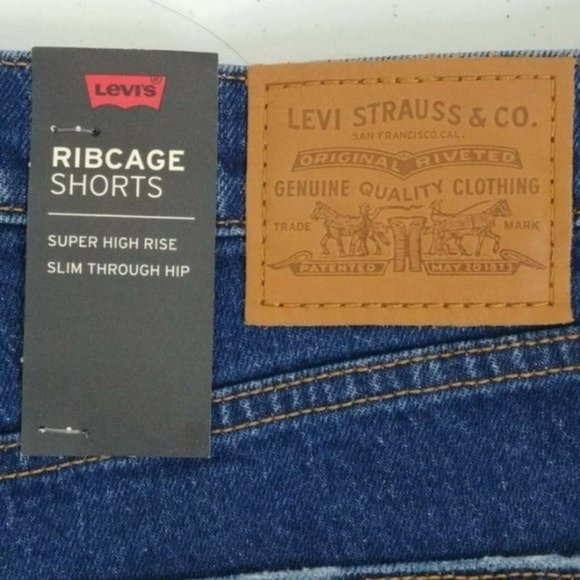 LEVI'S®
RIBCAGE
SHORTS
SUPER HIGH RISE
SLIM THROUGH HIP
LEVI STRAUSS & CO.
SAN FRANCISCO, CAL.
ORIGINAL RIVETED
GENUINE QUALITY CLOTHING
TRADE MARK
PATENTED MAY 20 1873